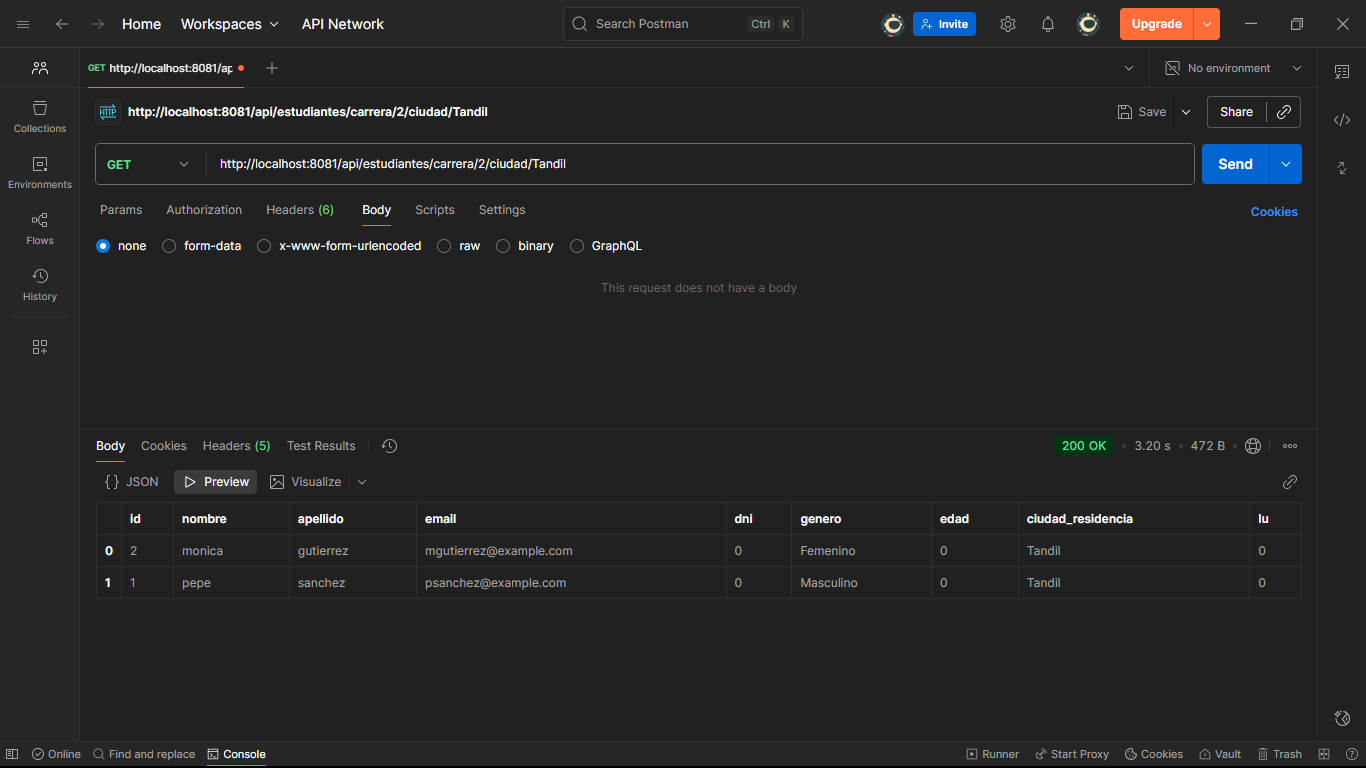 Home Workspaces API Network Search Postman Ctrl K Invite Upgrade
GET http://localhost:8081/ap No environment
HTTP http://localhost:8081/api/estudiantes/carrera/2/ciudad/Tandil Save Share
GET http://localhost:8081/api/estudiantes/carrera/2/ciudad/Tandil Send
Collections
Environments
Flows
History
Params Authorization Headers (6) Body Scripts Settings Cookies
none form-data x-www-form-urlencoded raw binary GraphQL
This request does not have a body
Body Cookies Headers (5) Test Results 200 OK • 3.20 s • 472 B •
{} JSON Preview Visualize
id nombre apellido email dni genero edad ciudad_residencia lu
0 2 monica gutierrez mgutierrez@example.com 0 Femenino 0 Tandil 0
1 1 pepe sanchez psanchez@example.com 0 Masculino 0 Tandil 0
Online Find and replace Console Runner Start Proxy Cookies Vault Trash